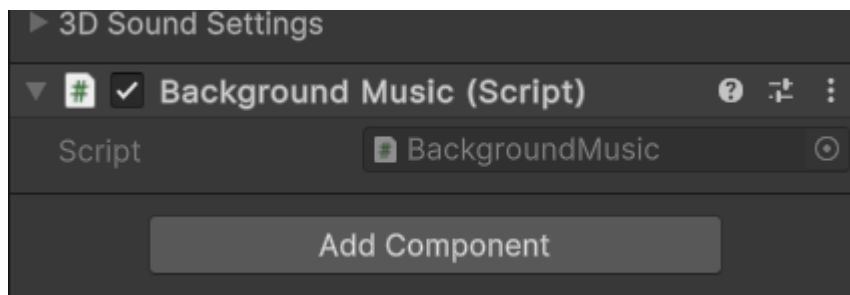 3D Sound Settings
# Background Music (Script)
Script # BackgroundMusic
Add Component